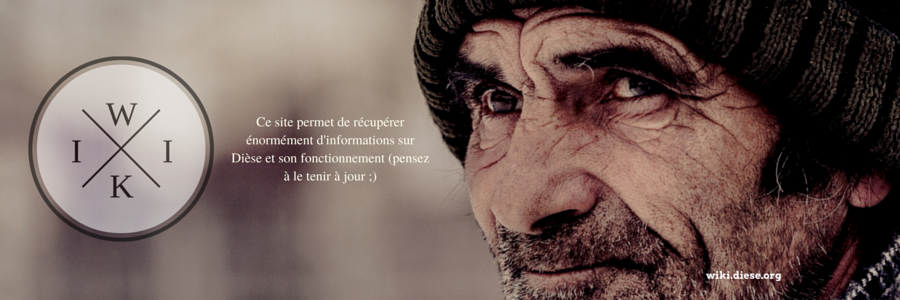 W
I I
K
Ce site permet de récupérer
énormément d'informations sur
Dièse et son fonctionnement (pensez
à le tenir à jour ;)
wiki.diese.org